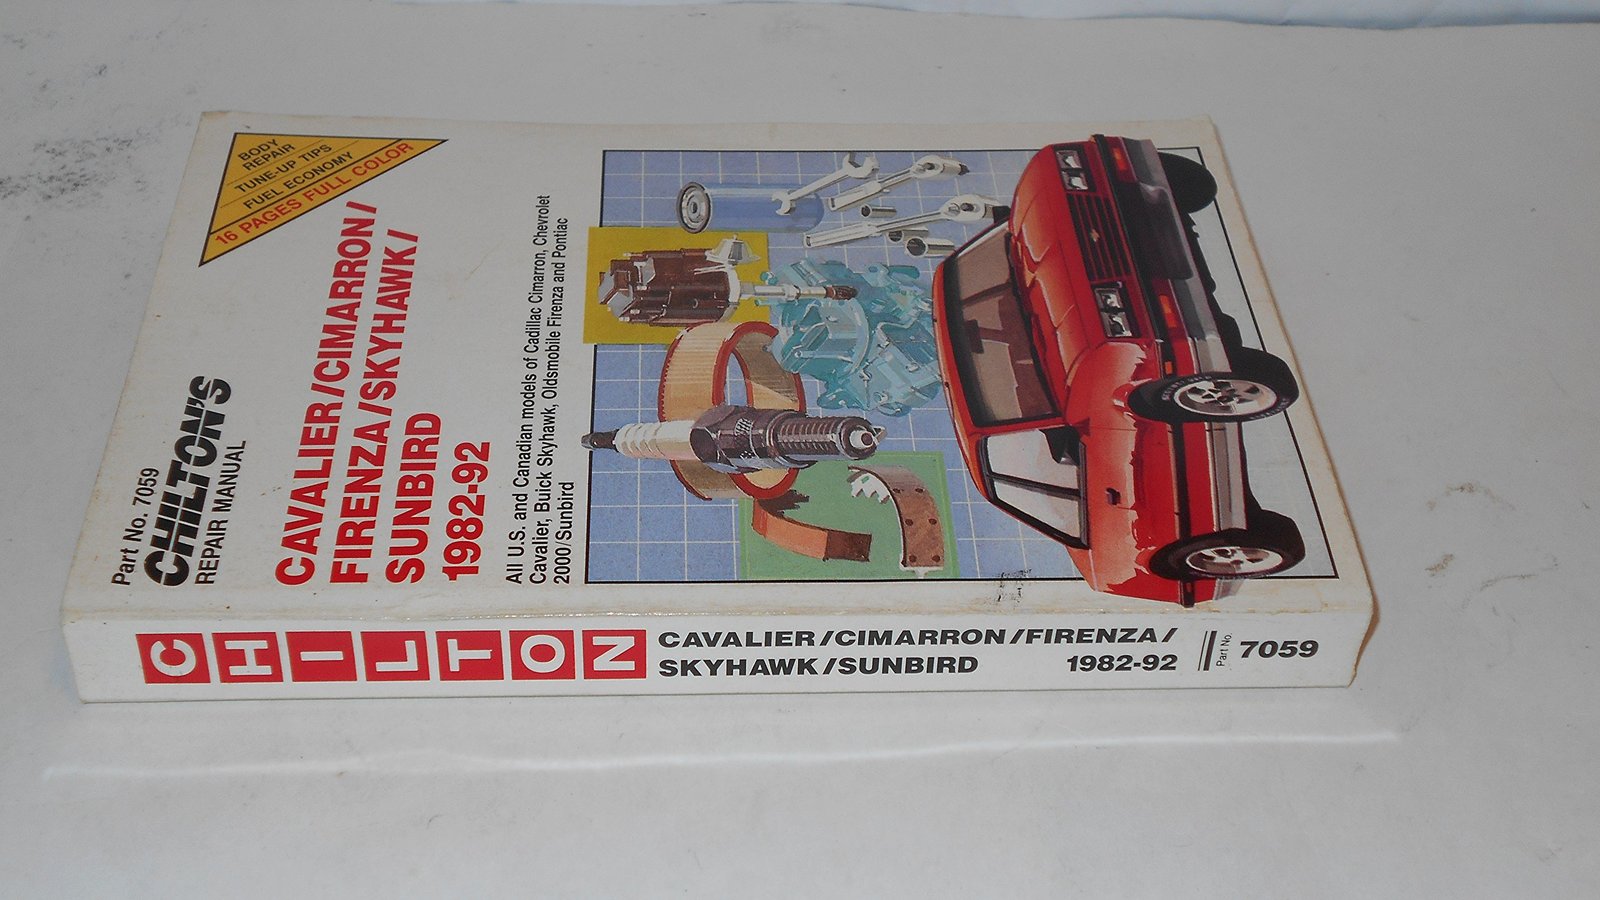 Part No. 7059
CHILTON'S
REPAIR MANUAL
BODY
REPAIR
TUNE-UP TIPS
FUEL ECONOMY
16 PAGES FULL COLOR
CAVALIER/CIMARRON/
FIRENZA/SKYHAWK/
SUNBIRD
1982-92
All U.S. and Canadian models of Cadillac Cimarron, Chevrolet
Cavalier, Buick Skyhawk, Oldsmobile Firenza and Pontiac
2000/Sunbird
CHILTON
CAVALIER/CIMARRON/FIRENZA/
SKYHAWK/SUNBIRD 1982-92
Part No. 7059